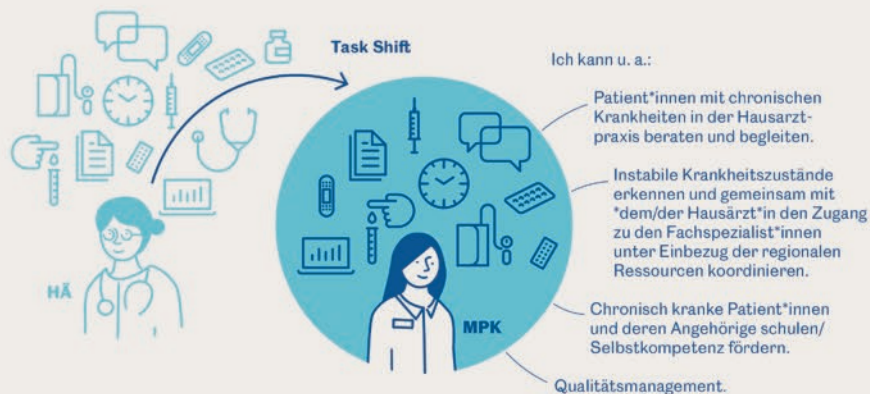 Task Shift
HÄ
MPK
Ich kann u. a.:
Patient*innen mit chronischen
Krankheiten in der Hausarzt-
praxis beraten und begleiten.
Instabile Krankheitszustände
erkennen und gemeinsam mit
*dem/der Hausärzt*in den Zugang
zu den Fachspezialist*innen
unter Einbezug der regionalen
Ressourcen koordinieren.
Chronisch kranke Patient*innen
und deren Angehörige schulen/
Selbstkompetenz fördern.
Qualitätsmanagement.